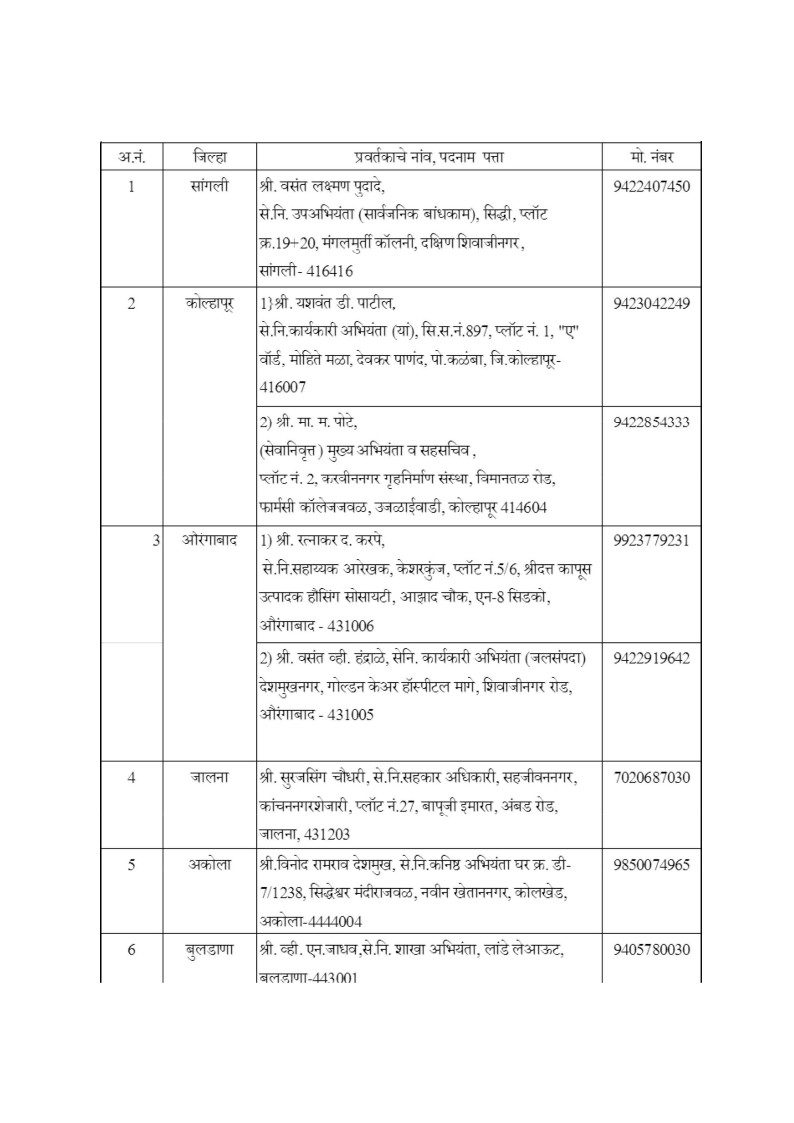 अ.नं. जिल्हा प्रवर्तकाचे नांव, पदनाम पत्ता मो. नंबर
1 सांगली श्री. वसंत लक्ष्मण पुदादे, 9422407450
से.नि. उपअभियंता (सार्वजनिक बांधकाम), सिद्धी, प्लॉट
क्र.19+20, मंगलमुर्ती कॉलनी, दक्षिण शिवाजीनगर,
सांगली- 416416
2 कोल्हापूर 1}श्री. यशवंत डी. पाटील, 9423042249
से.नि.कार्यकारी अभियंता (यां), सि.स.नं.897, प्लॉट नं. 1, "ए"
वॉर्ड, मोहिते मळा, देवकर पाणंद, पो.कळंबा, जि.कोल्हापूर-
416007
2) श्री. मा. म. पोटे, 9422854333
(सेवानिवृत्त) मुख्य अभियंता व सहसचिव ,
प्लॉट नं. 2, करवीननगर गृहनिर्माण संस्था, विमानतळ रोड,
फार्मसी कॉलेजजवळ, उजळाईवाडी, कोल्हापूर 414604
3 औरंगाबाद 1) श्री. रत्नाकर द. करपे, 9923779231
से.नि.सहाय्यक आरेखक, केशरकुंज, प्लॉट नं.5/6, श्रीदत्त कापूस
उत्पादक हौसिंग सोसायटी, आझाद चौक, एन-8 सिडको,
औरंगाबाद - 431006
2) श्री. वसंत व्ही. हंद्राळे, सेनि. कार्यकारी अभियंता (जलसंपदा) 9422919642
देशमुखनगर, गोल्डन केअर हॉस्पीटल मागे, शिवाजीनगर रोड,
औरंगाबाद - 431005
4 जालना श्री. सुरजसिंग चौधरी, से.नि.सहकार अधिकारी, सहजीवननगर, 7020687030
कांचननगरशेजारी, प्लॉट नं.27, बापूजी इमारत, अंबड रोड,
जालना, 431203
5 अकोला श्री.विनोद रामराव देशमुख, से.नि.कनिष्ठ अभियंता घर क्र. डी- 9850074965
7/1238, सिद्धेश्वर मंदीराजवळ, नवीन खेताननगर, कोलखेड,
अकोला-4444004
6 बुलडाणा श्री. व्ही. एन.जाधव,से.नि. शाखा अभियंता, लांडे लेआऊट, 9405780030
बुलडाणा-443001